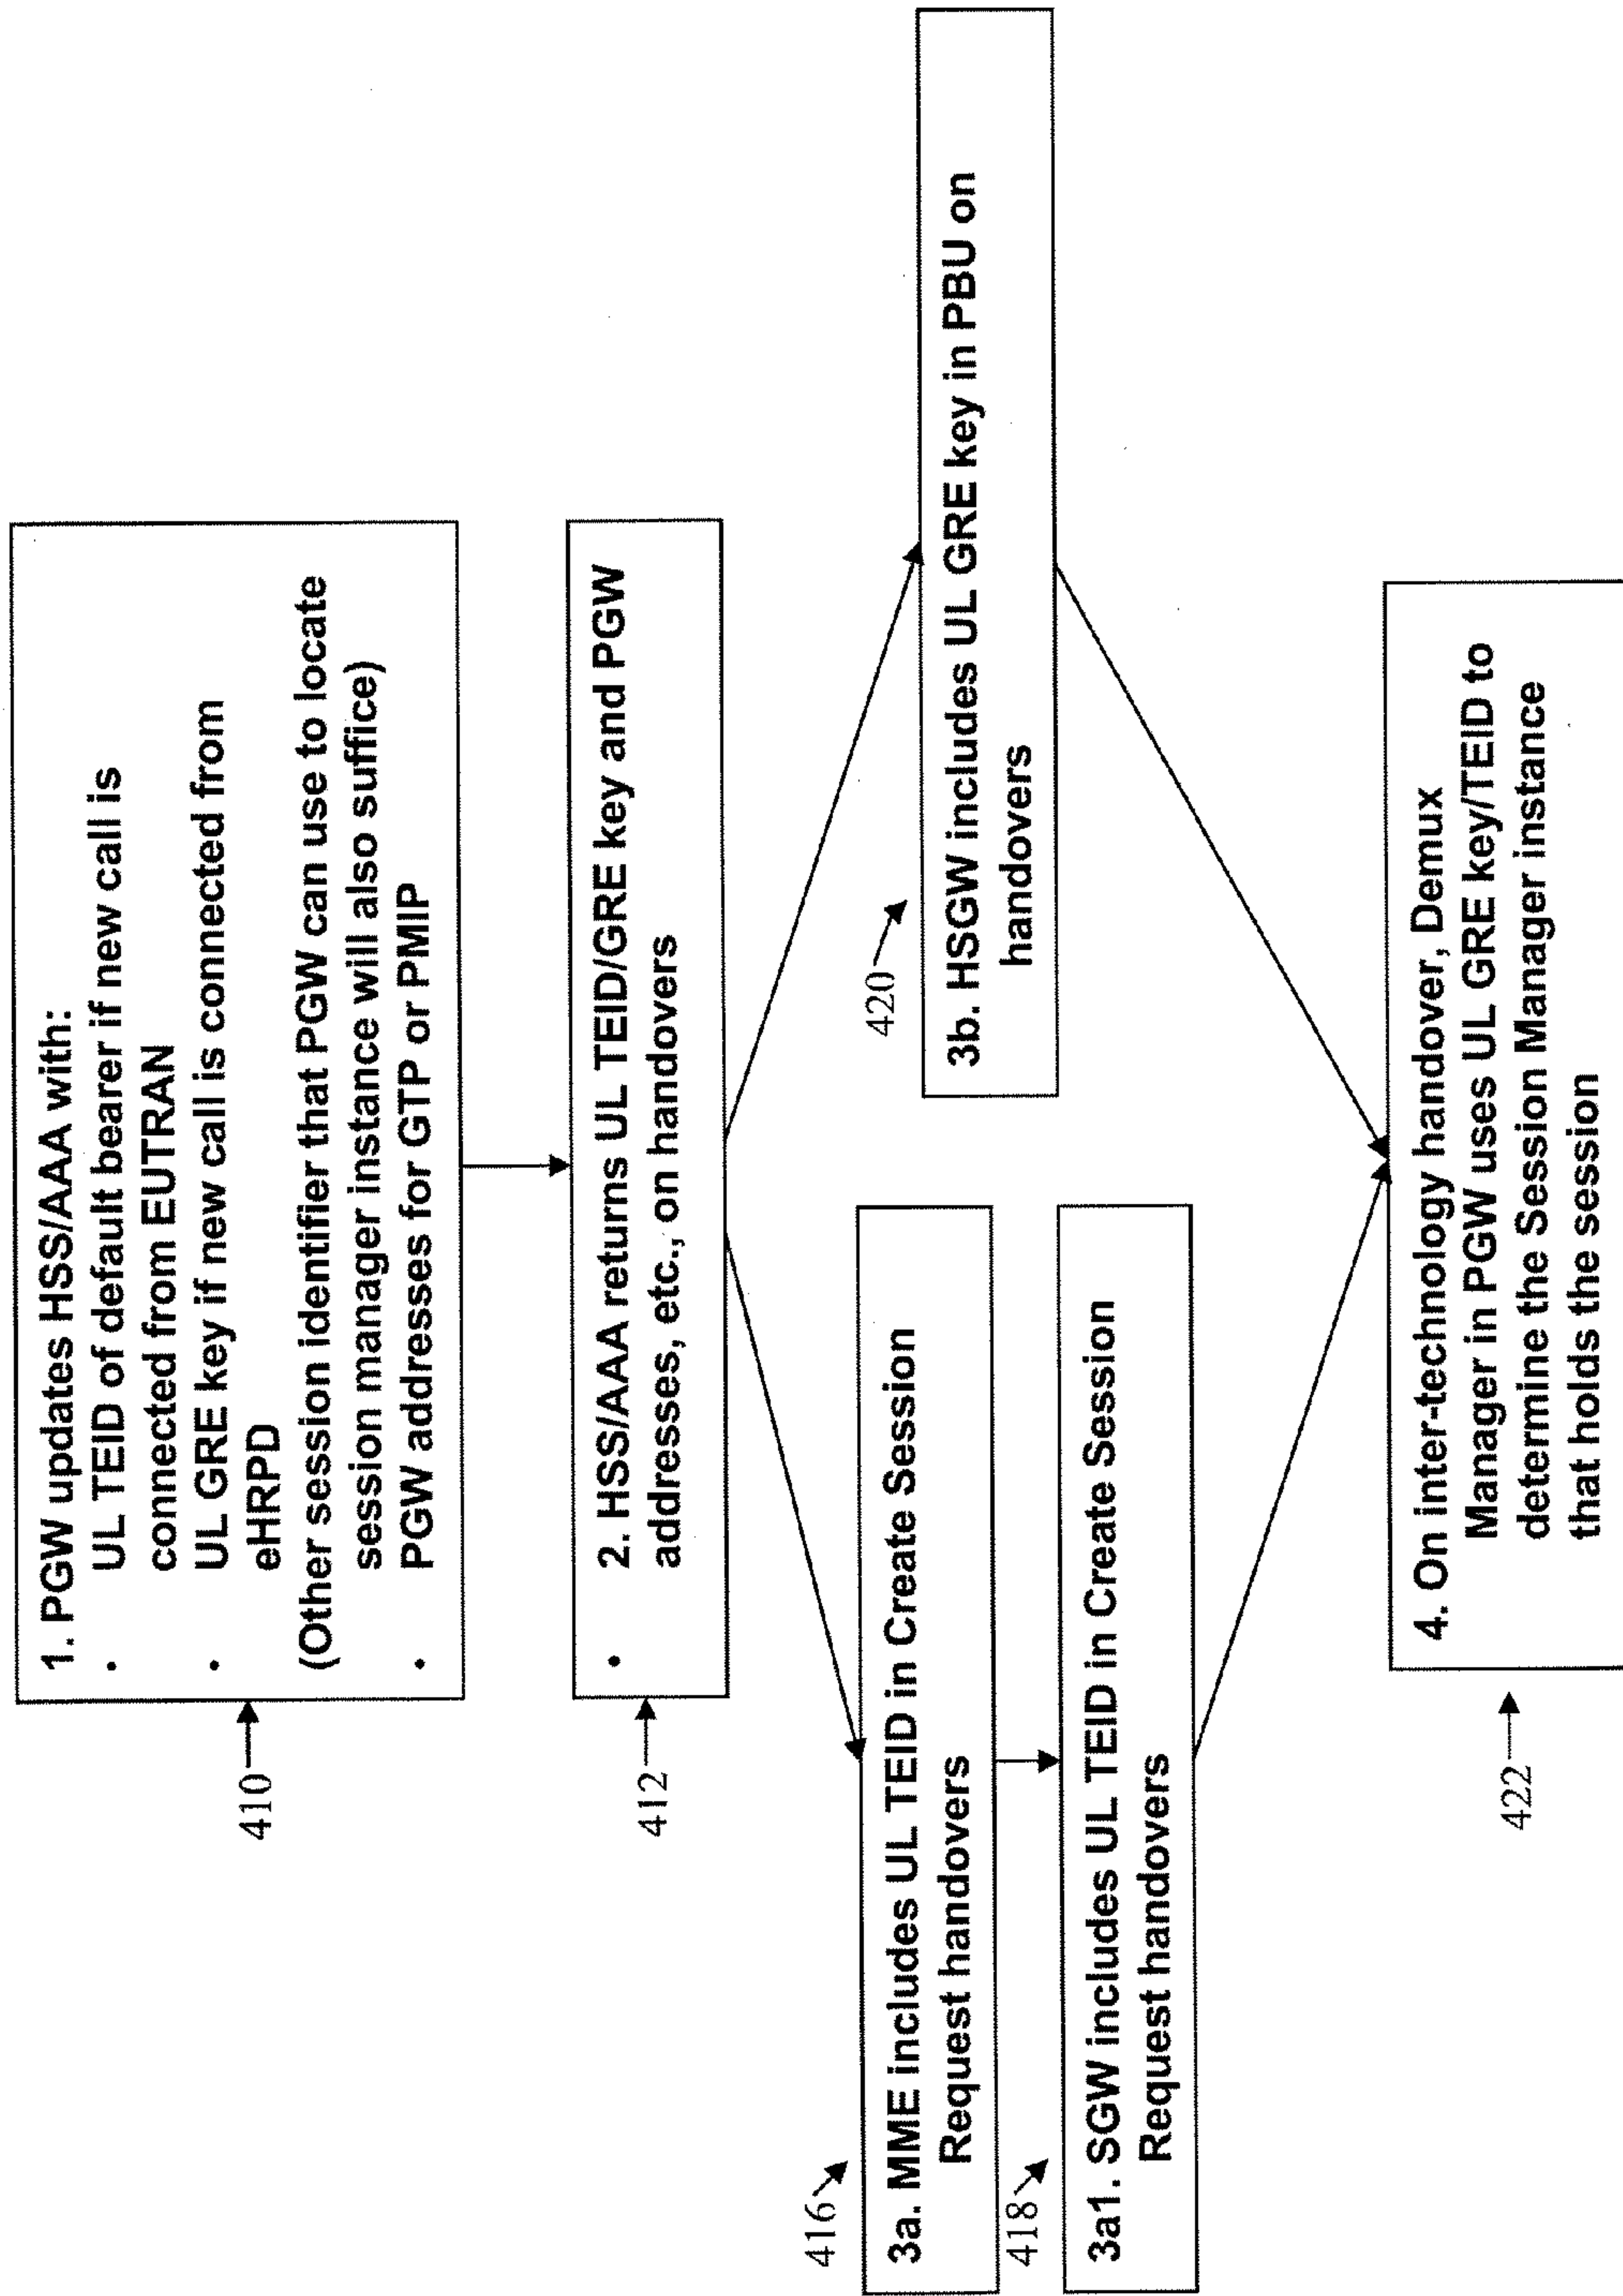 1. PGW updates HSS/AAA with:
• UL TEID of default bearer if new call is
connected from EUTRAN
• UL GRE key if new call is connected from
eHRPD
(Other session identifier that PGW can use to locate
session manager instance will also suffice)
• PGW addresses for GTP or PMIP
410
• 2. HSS/AAA returns UL TEID/GRE key and PGW
addresses, etc., on handovers
412
416
3a. MME includes UL TEID in Create Session
Request handovers
418
3a1. SGW includes UL TEID in Create Session
Request handovers
420
3b. HSGW includes UL GRE key in PBU on
handovers
4. On inter-technology handover, Demux
Manager in PGW uses UL GRE key/TEID to
determine the Session Manager instance
that holds the session
422